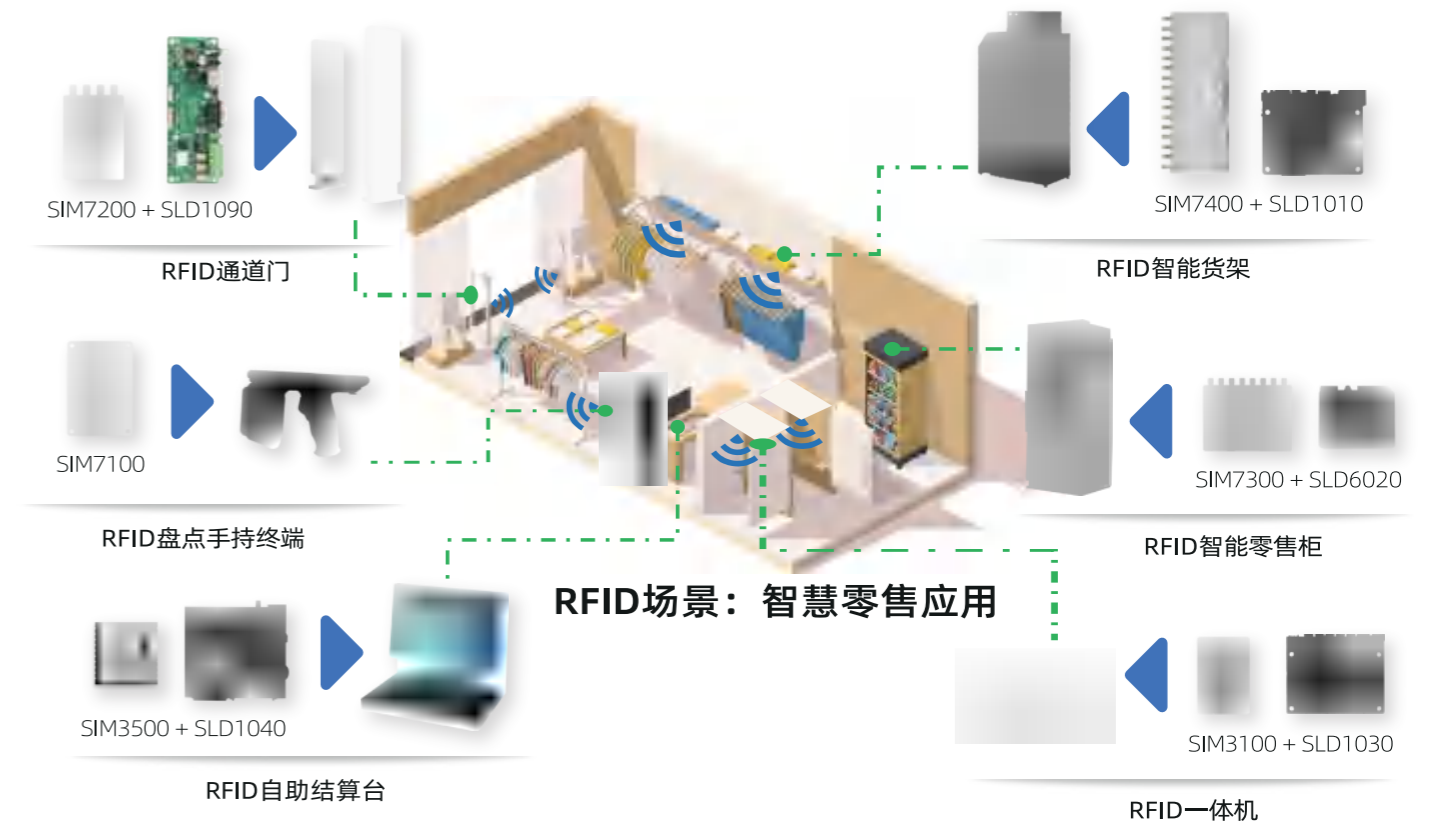 SIM7200 + SLD1090
RFID通道门
SIM7400 + SLD1010
RFID智能货架
SIM7100
RFID盘点手持终端
SIM7300 + SLD6020
RFID智能零售柜
RFID场景：智慧零售应用
SIM3500 + SLD1040
RFID自助结算台
SIM3100 + SLD1030
RFID一体机